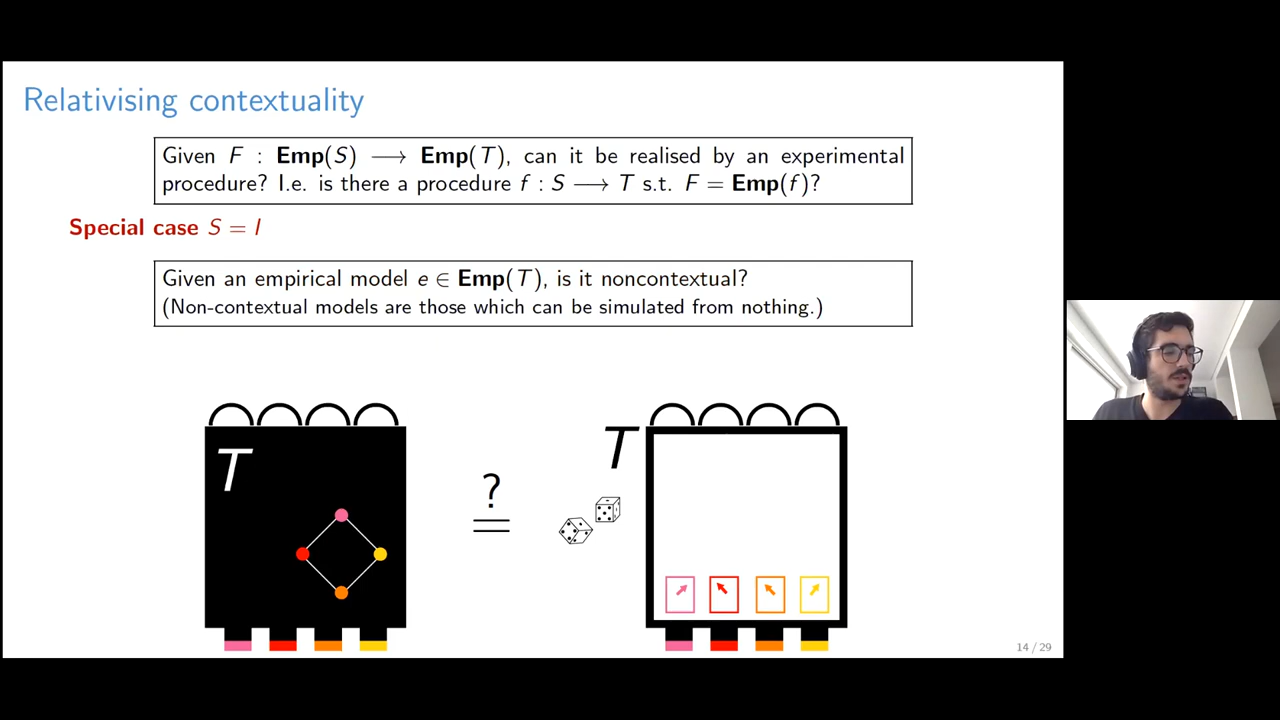 Relativising contextuality
Given F : Emp(S) ⟶ Emp(T), can it be realised by an experimental
procedure? I.e. is there a procedure f : S ⟶ T s.t. F = Emp(f)?
Special case S = I
Given an empirical model e ∈ Emp(T), is it noncontextual?
(Non-contextual models are those which can be simulated from nothing.)
T
?
=
T
14 / 29